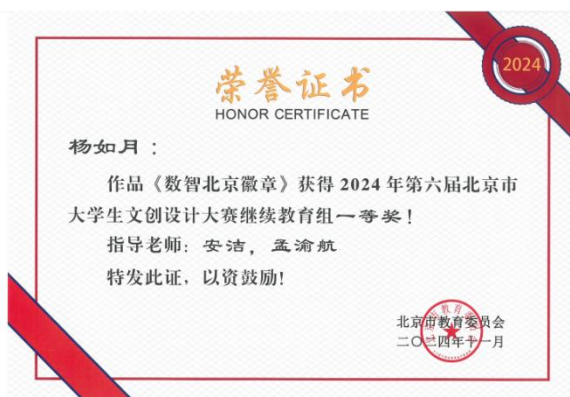 2024
荣誉证书
HONOR CERTIFICATE
杨如月：
作品《数智北京徽章》获得 2024 年第六届北京市
大学生文创设计大赛继续教育组一等奖！
指导老师：安洁，孟渝航
特发此证，以资鼓励！
北京市教育委员会
二〇二四年十一月